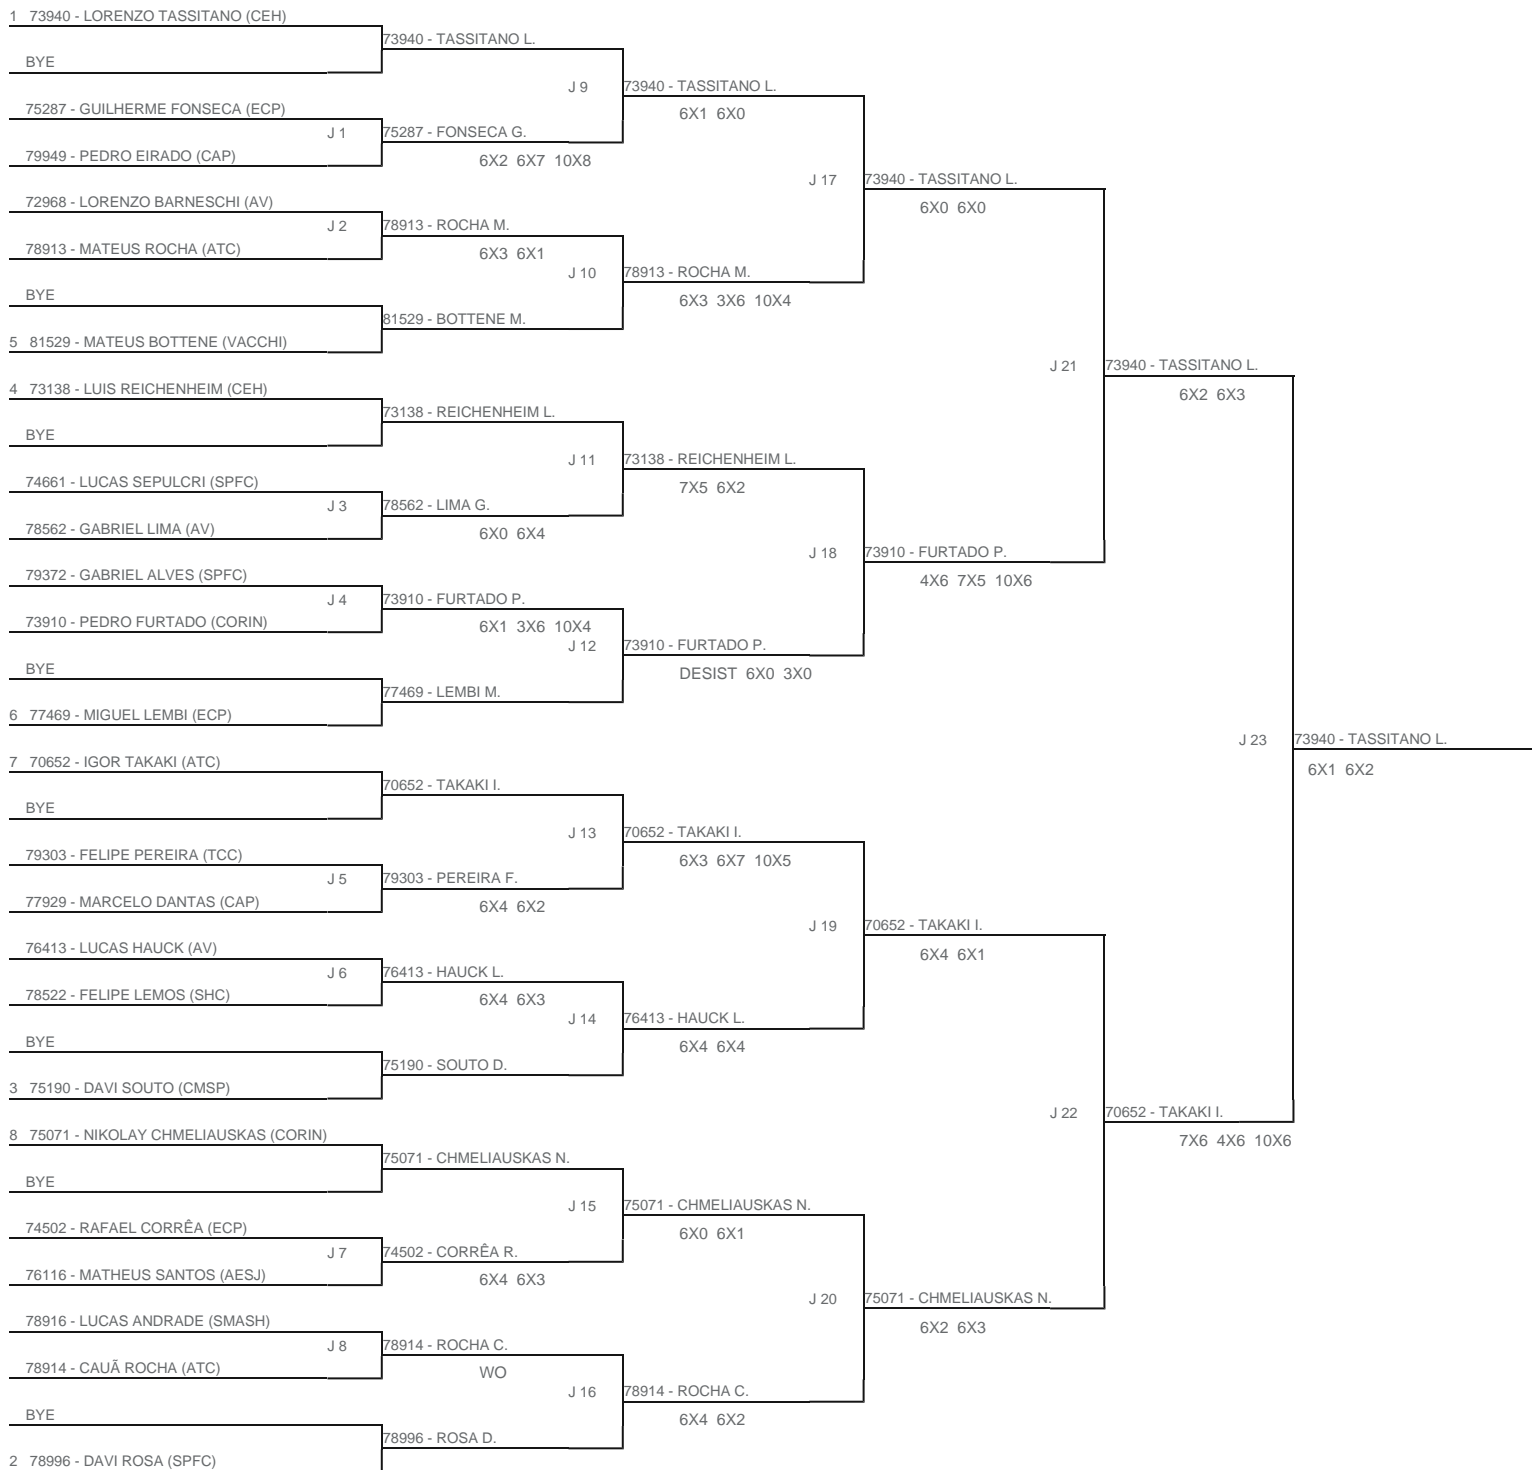 1 73940 - LORENZO TASSITANO (CEH)
73940 - TASSITANO L.
BYE
J 9
73940 - TASSITANO L.
75287 - GUILHERME FONSECA (ECP)
6X1 6X0
J 1
75287 - FONSECA G.
79949 - PEDRO EIRADO (CAP)
6X2 6X7 10X8
J 17
73940 - TASSITANO L.
72968 - LORENZO BARNESCHI (AV)
6X0 6X0
J 2
78913 - ROCHA M.
78913 - MATEUS ROCHA (ATC)
6X3 6X1
J 10
78913 - ROCHA M.
BYE
6X3 3X6 10X4
81529 - BOTTENE M.
5 81529 - MATEUS BOTTENE (VACCHI)
J 21
73940 - TASSITANO L.
4 73138 - LUIS REICHENHEIM (CEH)
6X2 6X3
73138 - REICHENHEIM L.
BYE
J 11
73138 - REICHENHEIM L.
74661 - LUCAS SEPULCRI (SPFC)
7X5 6X2
J 3
78562 - LIMA G.
78562 - GABRIEL LIMA (AV)
6X0 6X4
J 18
73910 - FURTADO P.
79372 - GABRIEL ALVES (SPFC)
4X6 7X5 10X6
J 4
73910 - FURTADO P.
73910 - PEDRO FURTADO (CORIN)
6X1 3X6 10X4
J 12
73910 - FURTADO P.
BYE
DESIST 6X0 3X0
77469 - LEMBI M.
6 77469 - MIGUEL LEMBI (ECP)
J 23
73940 - TASSITANO L.
7 70652 - IGOR TAKAKI (ATC)
6X1 6X2
70652 - TAKAKI I.
BYE
J 13
70652 - TAKAKI I.
79303 - FELIPE PEREIRA (TCC)
6X3 6X7 10X5
J 5
79303 - PEREIRA F.
77929 - MARCELO DANTAS (CAP)
6X4 6X2
J 19
70652 - TAKAKI I.
76413 - LUCAS HAUCK (AV)
6X4 6X1
J 6
76413 - HAUCK L.
78522 - FELIPE LEMOS (SHC)
6X4 6X3
J 14
76413 - HAUCK L.
BYE
6X4 6X4
75190 - SOUTO D.
3 75190 - DAVI SOUTO (CMSP)
J 22
70652 - TAKAKI I.
8 75071 - NIKOLAY CHMELIAUSKAS (CORIN)
7X6 4X6 10X6
75071 - CHMELIAUSKAS N.
BYE
J 15
75071 - CHMELIAUSKAS N.
74502 - RAFAEL CORRÊA (ECP)
6X0 6X1
J 7
74502 - CORRÊA R.
76116 - MATHEUS SANTOS (AESJ)
6X4 6X3
J 20
75071 - CHMELIAUSKAS N.
78916 - LUCAS ANDRADE (SMASH)
6X2 6X3
J 8
78914 - ROCHA C.
78914 - CAUÃ ROCHA (ATC)
WO
J 16
78914 - ROCHA C.
BYE
6X4 6X2
78996 - ROSA D.
2 78996 - DAVI ROSA (SPFC)